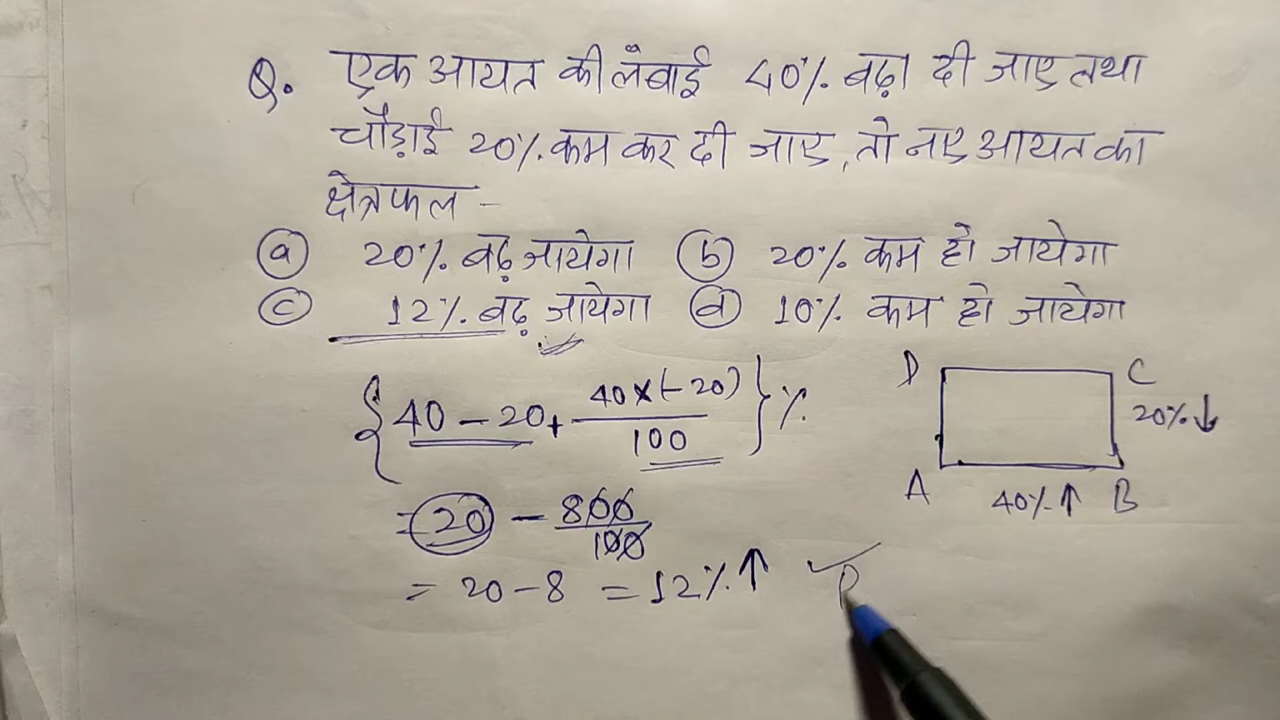 Q. एक आयत की लंबाई 40% बढ़ा दी जाए तथा
चौड़ाई 20% कम कर दी जाए, तो नए आयत का
क्षेत्रफल -
(a) 20% बढ़ जायेगा (b) 20% कम हो जायेगा
(c) 12% बढ़ जायेगा (d) 10% कम हो जायेगा
{40 - 20 + 40×(-20)/100}%
= 20 - 800/100
= 20 - 8 = 12% ↑
D C
20% ↓
A 40% ↑ B